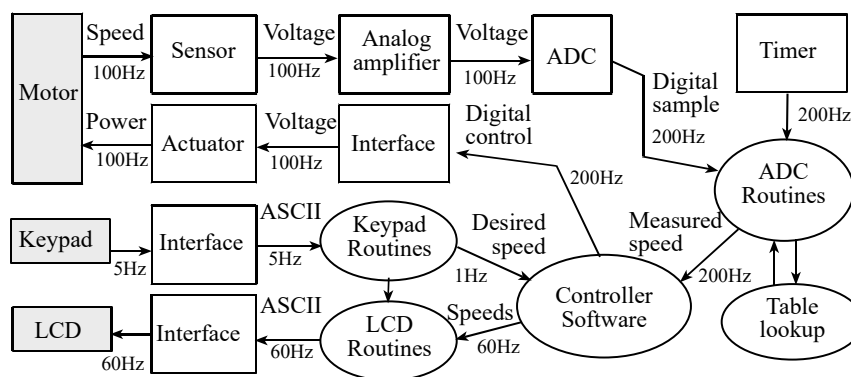 Speed
100Hz
Motor
Sensor
Voltage
100Hz
Analog
amplifier
Voltage
100Hz
ADC
Digital
sample
200Hz
Timer
200Hz
Power
100Hz
Actuator
Voltage
100Hz
Interface
Digital
control
200Hz
ADC
Routines
Keypad
5Hz
Interface
ASCII
5Hz
Keypad
Routines
Desired
speed
1Hz
Measured
speed
200Hz
Controller
Software
Table
lookup
LCD
60Hz
Interface
ASCII
60Hz
LCD
Routines
Speeds
60Hz